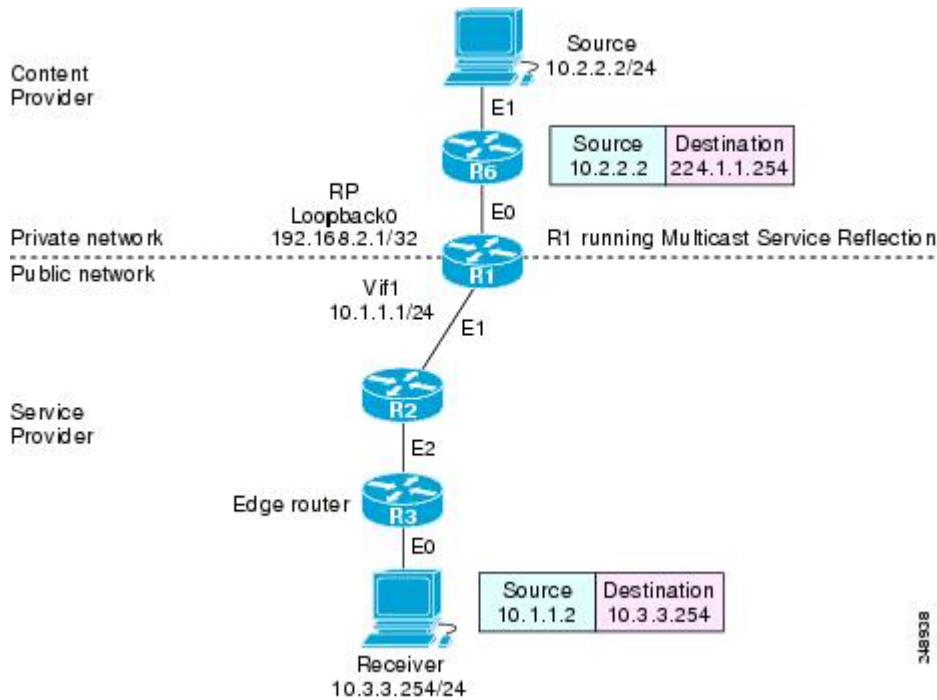 Source
10.2.2.2/24
Content
Provider
E1
Source
10.2.2.2
Destination
224.1.1.254
R6
RP
Loopback0
192.168.2.1/32
E0
Private network
R1 running Multicast Service Reflection
Public network
R1
Vif1
10.1.1.1/24
E1
R2
Service
Provider
E2
Edge router
R3
E0
Source
10.1.1.2
Destination
10.3.3.254
Receiver
10.3.3.254/24
248938